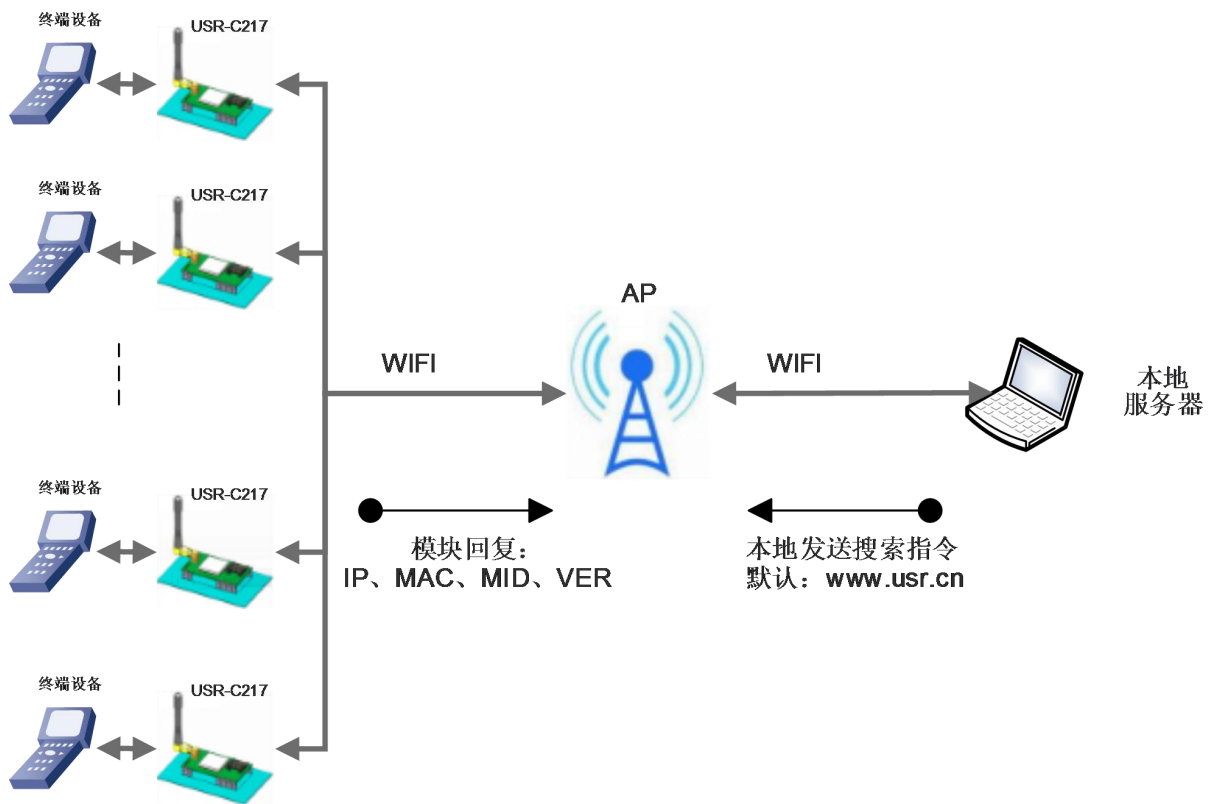 终端设备
USR-C217
终端设备
USR-C217
AP
WIFI
WIFI
本地
服务器
终端设备
USR-C217
模块回复:
IP、MAC、MID、VER
本地发送搜索指令
默认:www.usr.cn
终端设备
USR-C217